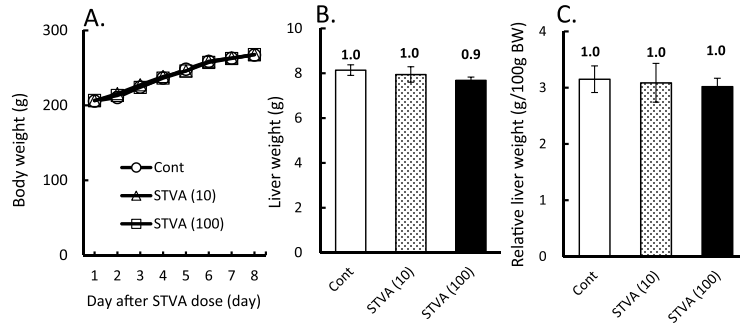 A.
300
200
100
0
Body weight (g)
Cont
STVA (10)
STVA (100)
1 2 3 4 5 6 7 8
Day after STVA dose (day)
B.
1.0 1.0 0.9
10
8
6
4
2
0
Liver weight (g)
Cont
STVA (10)
STVA (100)
C.
1.0 1.0 1.0
4
3
2
1
0
Relative liver weight (g/100g BW)
Cont
STVA (10)
STVA (100)